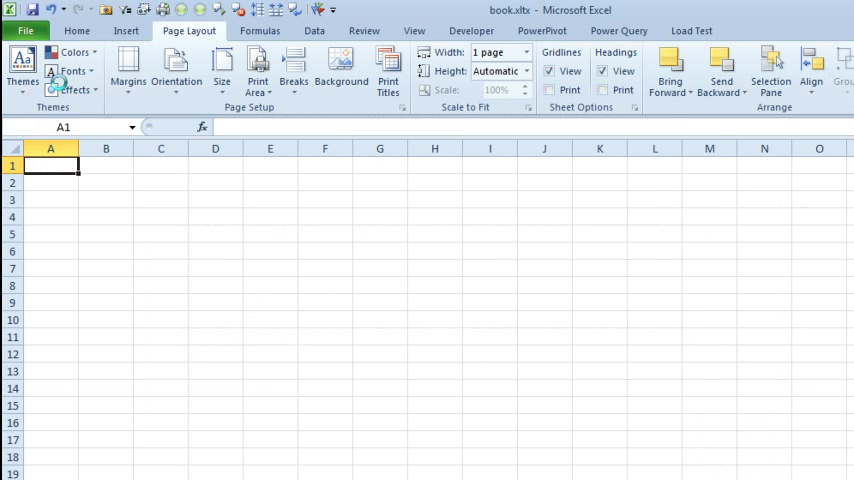 book.xltx - Microsoft Excel
File Home Insert Page Layout Formulas Data Review View Developer PowerPivot Power Query Load Test
Themes Colors Fonts Effects
Margins Orientation Size Print Area Breaks Background Print Titles
Width: 1 page
Height: Automatic
Scale: 100%
Gridlines Headings
View View
Print Print
Bring Forward Send Backward Selection Pane Align
Themes Page Setup Scale to Fit Sheet Options Arrange
A1 fx
A B C D E F G H I J K L M N O
1
2
3
4
5
6
7
8
9
10
11
12
13
14
15
16
17
18
19